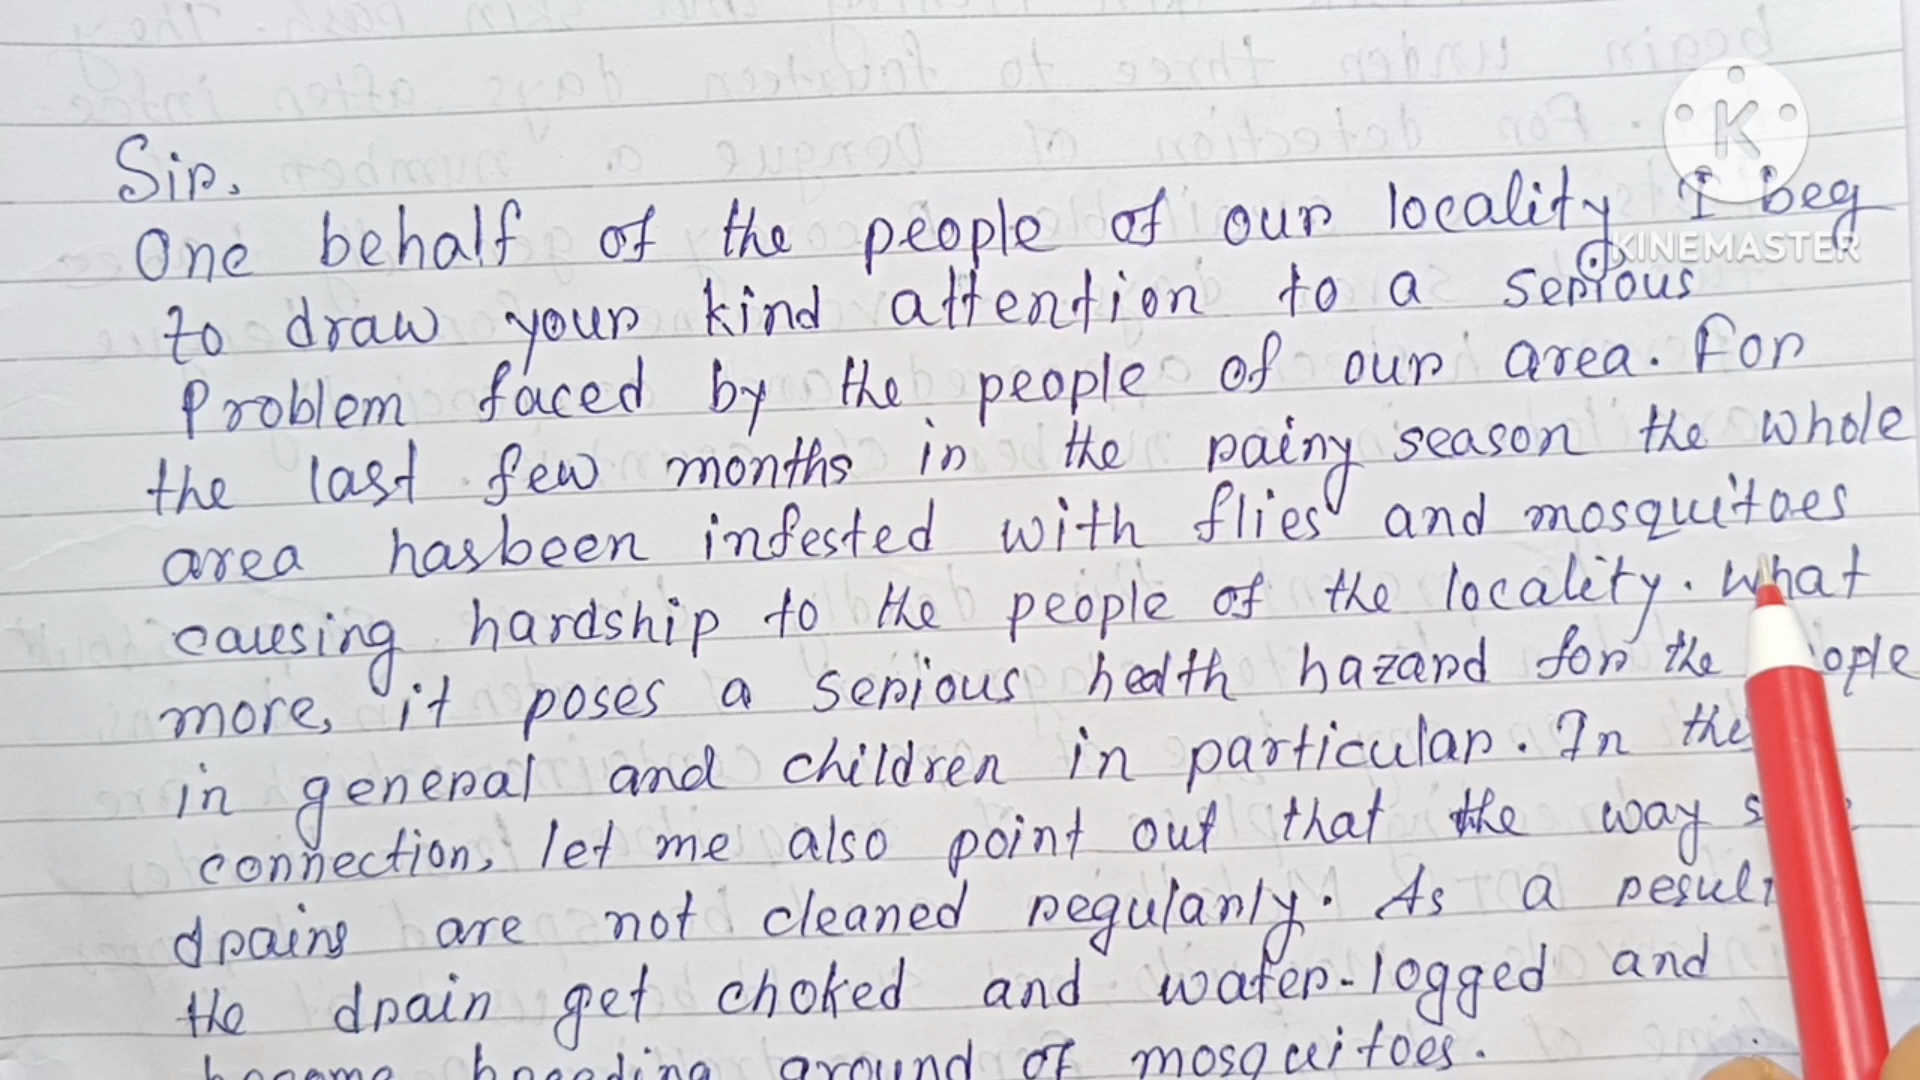 Sir.
One behalf of the people of our locality I beg
to draw your kind attention to a serious
Problem faced by the people of our area. For
the last few months in the rainy season the whole
area hasbeen infested with flies and mosquitoes
causing hardship to the people of the locality. What
more, it poses a serious health hazard for the
in general and children in particular. In the
connection, let me also point out that the way
drains are not cleaned regularly. As a result
the drain get choked and water-logged and
become breeding ground of mosquitoes.
K
KINEMASTER